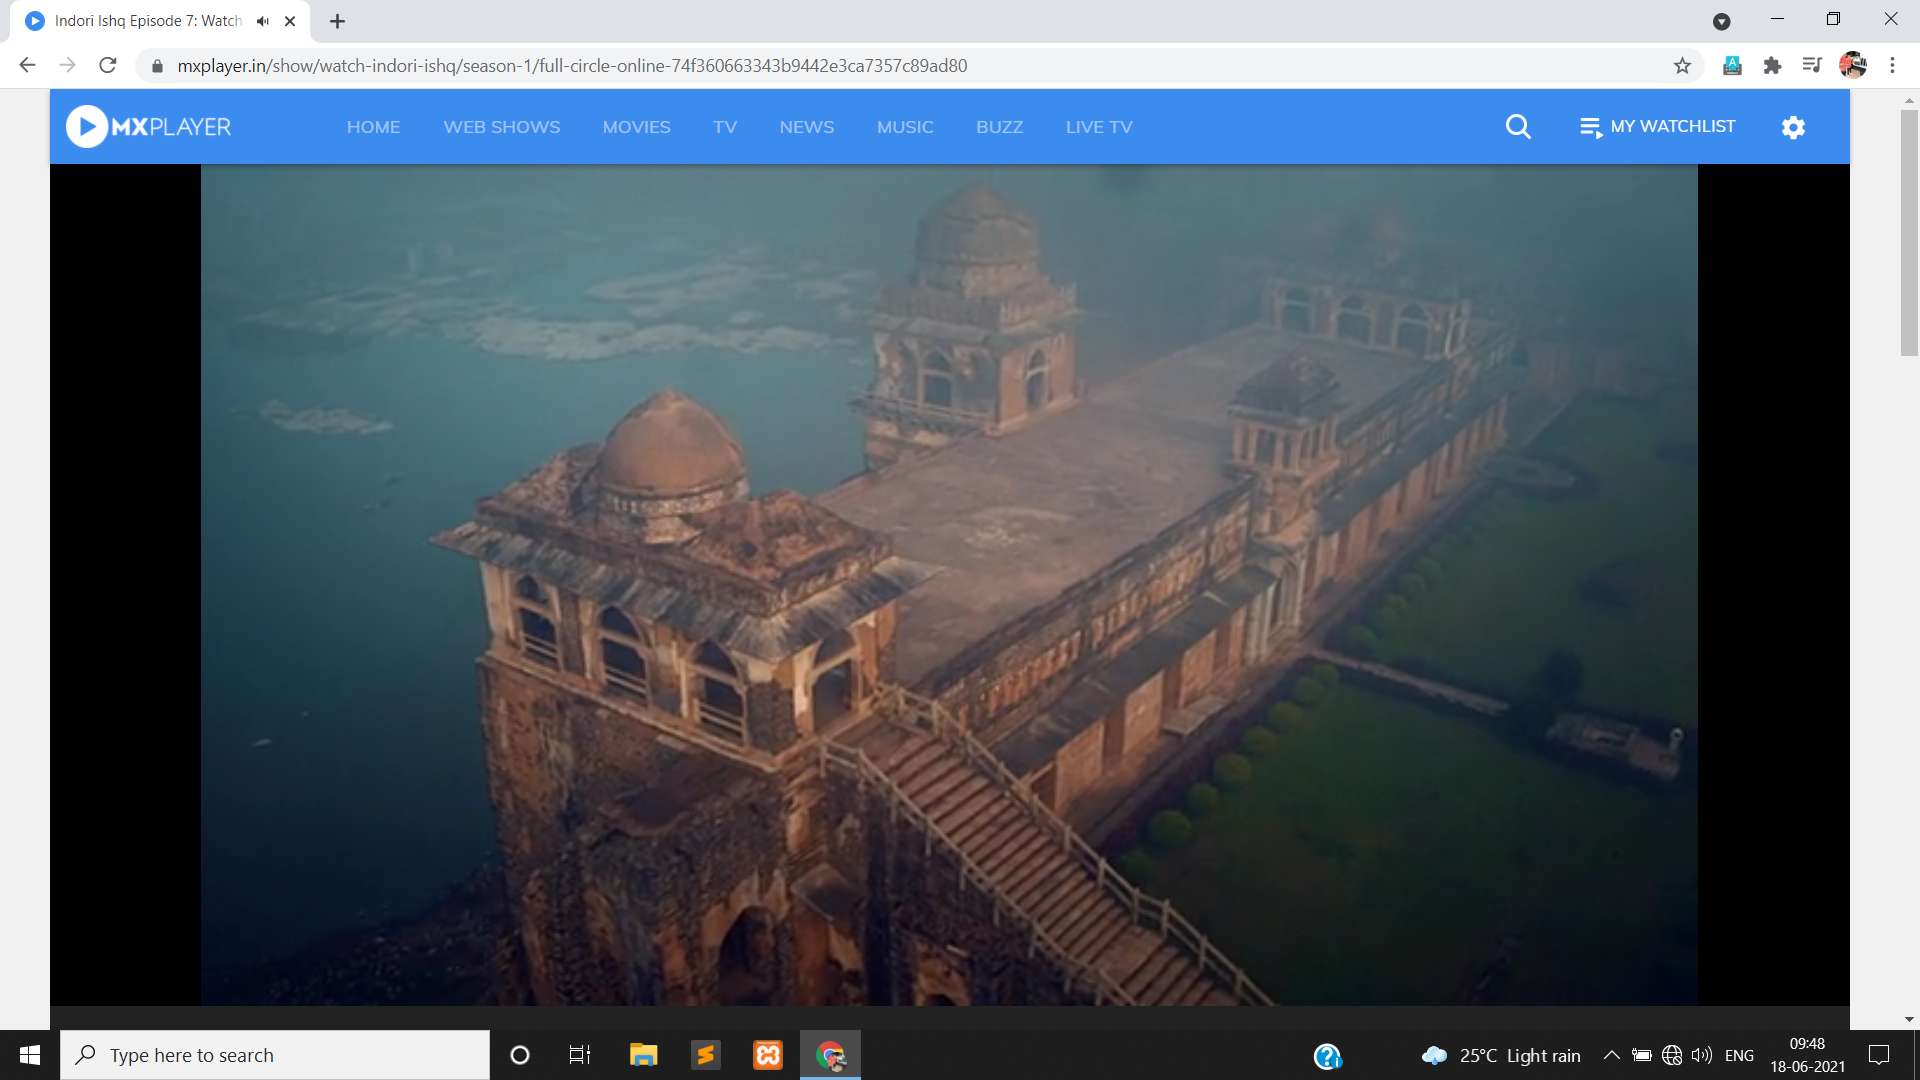 Indori Ishq Episode 7: Watch
mxplayer.in/show/watch-indori-ishq/season-1/full-circle-online-74f360663343b9442e3ca7357c89ad80
MXPLAYER
HOME
WEB SHOWS
MOVIES
TV
NEWS
MUSIC
BUZZ
LIVE TV
MY WATCHLIST
Type here to search
25°C Light rain
ENG
09:48
18-06-2021